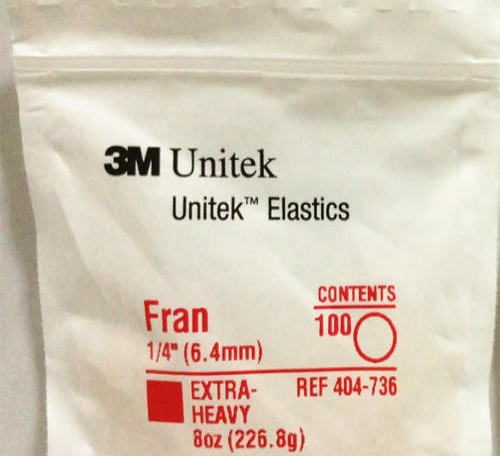 3M Unitek
Unitek™ Elastics
CONTENTS
Fran
100
1/4" (6.4mm)
EXTRA-
HEAVY
REF 404-736
8oz (226.8g)